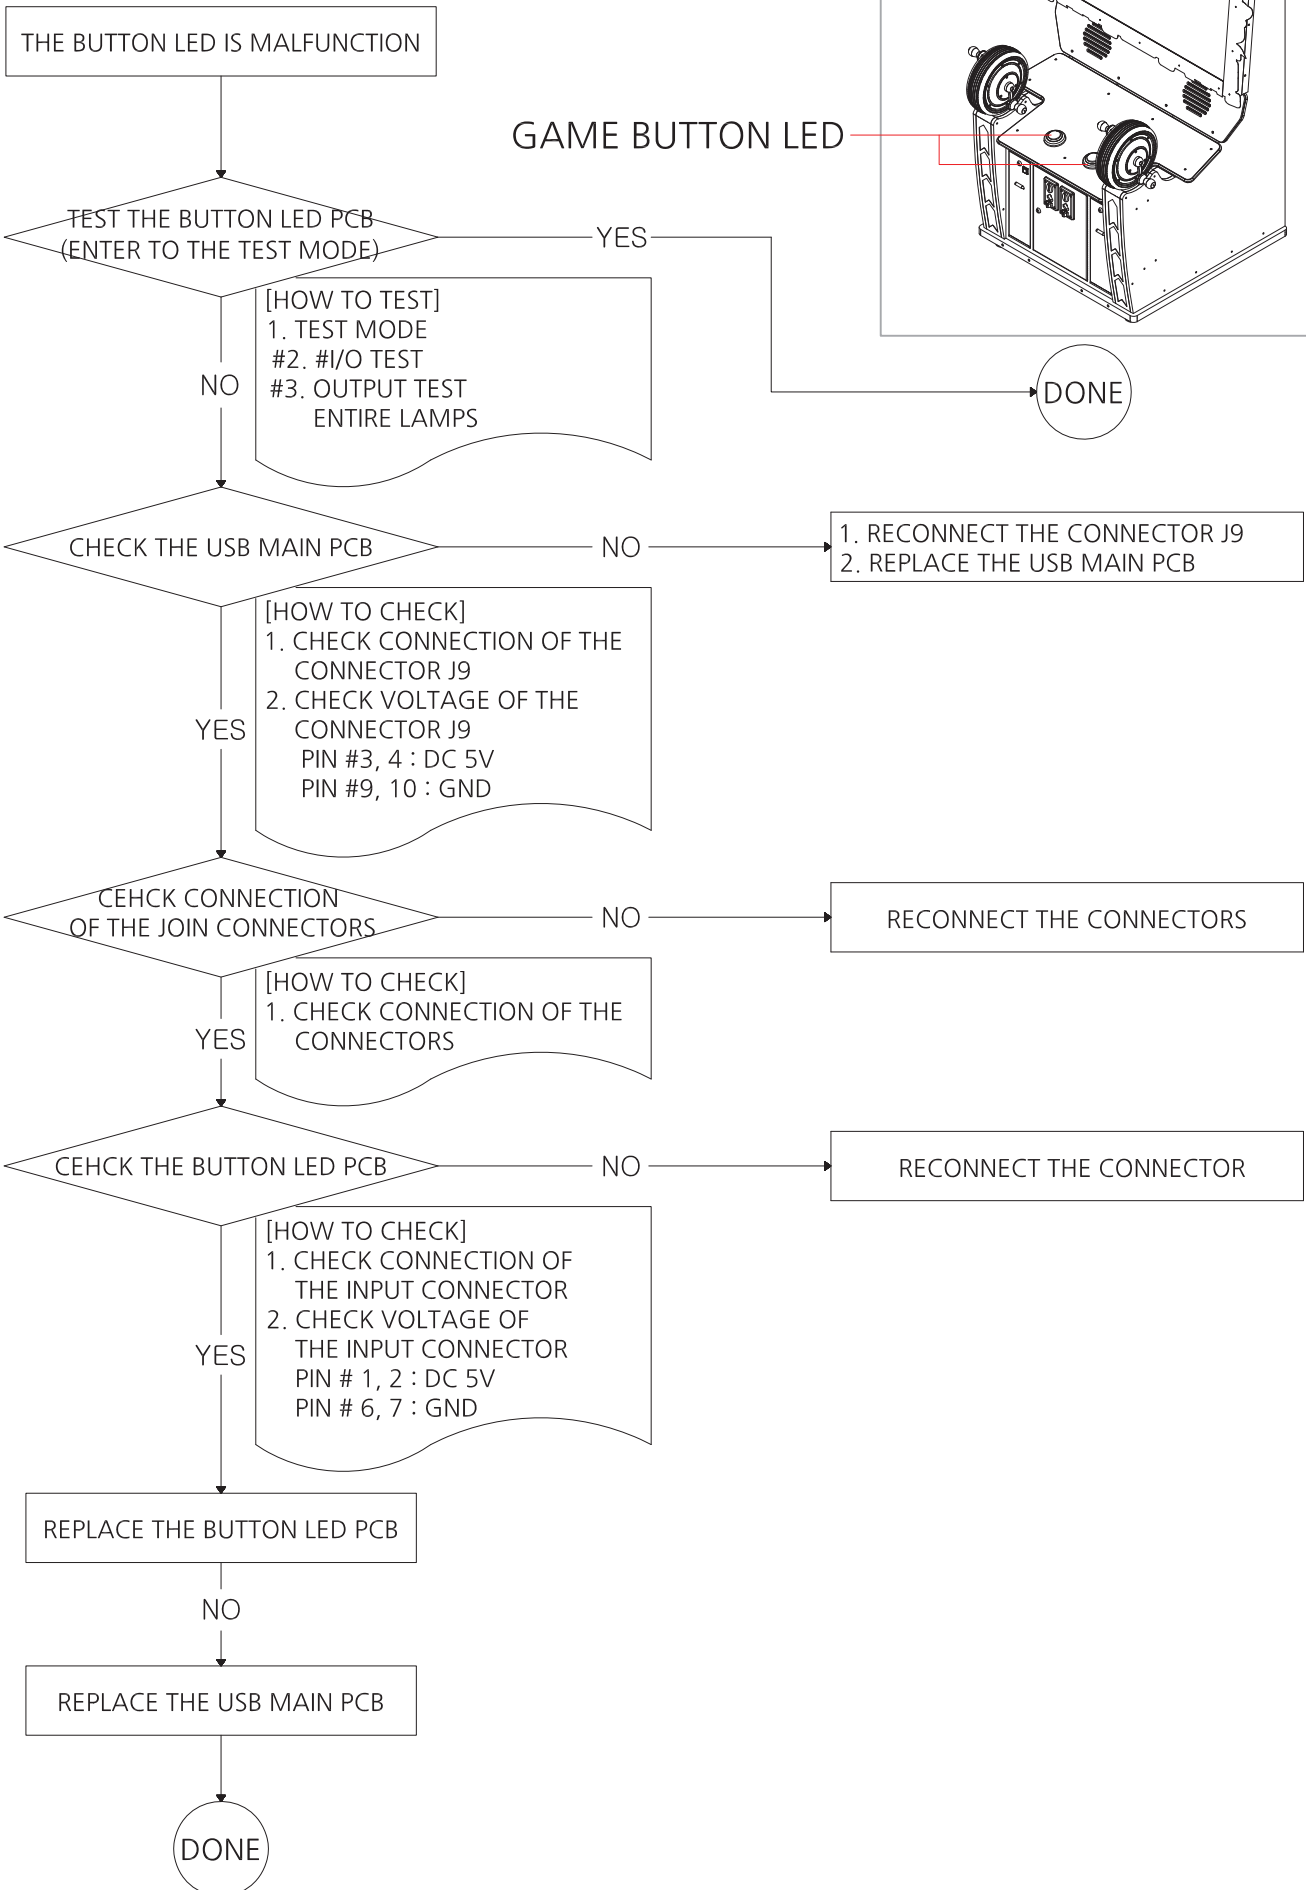 THE BUTTON LED IS MALFUNCTION
GAME BUTTON LED
TEST THE BUTTON LED PCB
(ENTER TO THE TEST MODE)
YES
[HOW TO TEST]
1. TEST MODE
#2. #I/O TEST
#3. OUTPUT TEST
ENTIRE LAMPS
NO
DONE
CHECK THE USB MAIN PCB
NO
1. RECONNECT THE CONNECTOR J9
2. REPLACE THE USB MAIN PCB
[HOW TO CHECK]
1. CHECK CONNECTION OF THE
CONNECTOR J9
2. CHECK VOLTAGE OF THE
CONNECTOR J9
PIN #3, 4 : DC 5V
PIN #9, 10 : GND
YES
CEHCK CONNECTION
OF THE JOIN CONNECTORS
NO
RECONNECT THE CONNECTORS
[HOW TO CHECK]
1. CHECK CONNECTION OF THE
CONNECTORS
YES
CEHCK THE BUTTON LED PCB
NO
RECONNECT THE CONNECTOR
[HOW TO CHECK]
1. CHECK CONNECTION OF
THE INPUT CONNECTOR
2. CHECK VOLTAGE OF
THE INPUT CONNECTOR
PIN # 1, 2 : DC 5V
PIN # 6, 7 : GND
YES
REPLACE THE BUTTON LED PCB
NO
REPLACE THE USB MAIN PCB
DONE